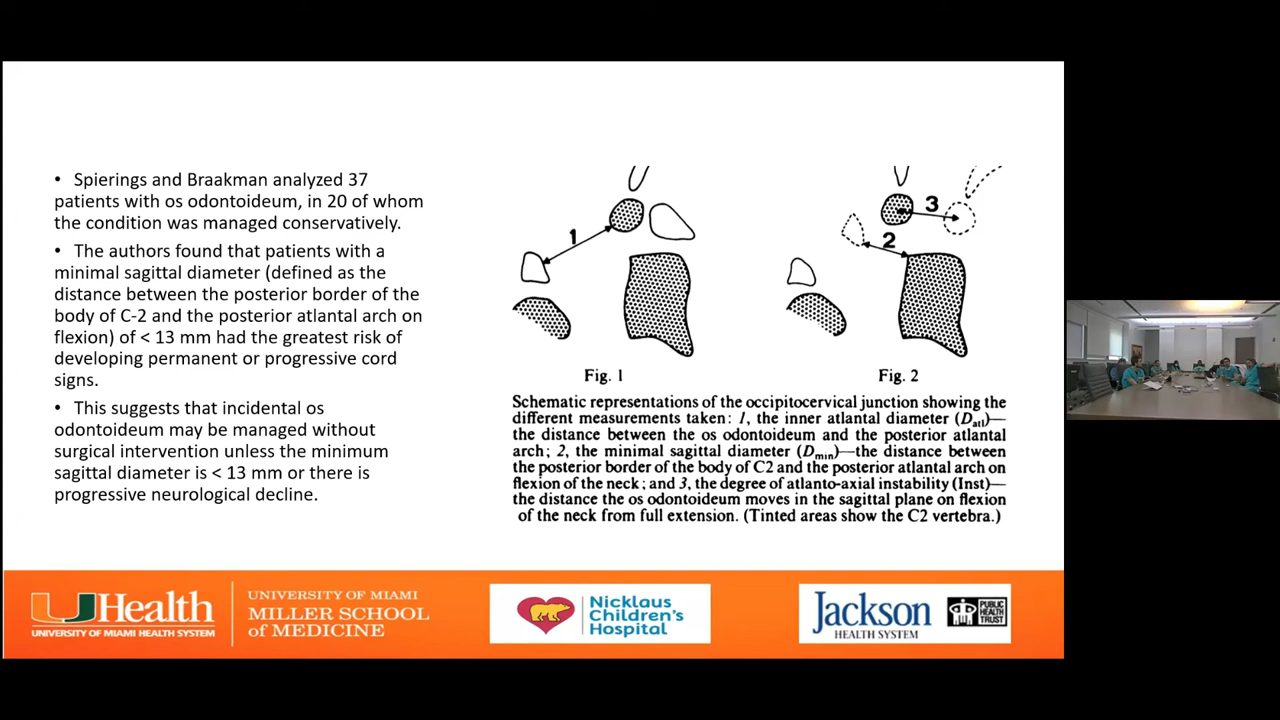 • Spierings and Braakman analyzed 37
patients with os odontoideum, in 20 of whom
the condition was managed conservatively.
• The authors found that patients with a
minimal sagittal diameter (defined as the
distance between the posterior border of the
body of C-2 and the posterior atlantal arch on
flexion) of < 13 mm had the greatest risk of
developing permanent or progressive cord
signs.
• This suggests that incidental os
odontoideum may be managed without
surgical intervention unless the minimum
sagittal diameter is < 13 mm or there is
progressive neurological decline.
1
2
3
Fig. 1
Fig. 2
Schematic representations of the occipitocervical junction showing the
different measurements taken: 1, the inner atlantal diameter (Datl)—
the distance between the os odontoideum and the posterior atlantal
arch; 2, the minimal sagittal diameter (Dmin)—the distance between
the posterior border of the body of C2 and the posterior atlantal arch on
flexion of the neck; and 3, the degree of atlanto-axial instability (Inst)—
the distance the os odontoideum moves in the sagittal plane on flexion
of the neck from full extension. (Tinted areas show the C2 vertebra.)
UHealth
UNIVERSITY OF MIAMI HEALTH SYSTEM
UNIVERSITY OF MIAMI
MILLER SCHOOL
of MEDICINE
Nicklaus
Children's
Hospital
Jackson
HEALTH SYSTEM
PUBLIC
HEALTH
TRUST